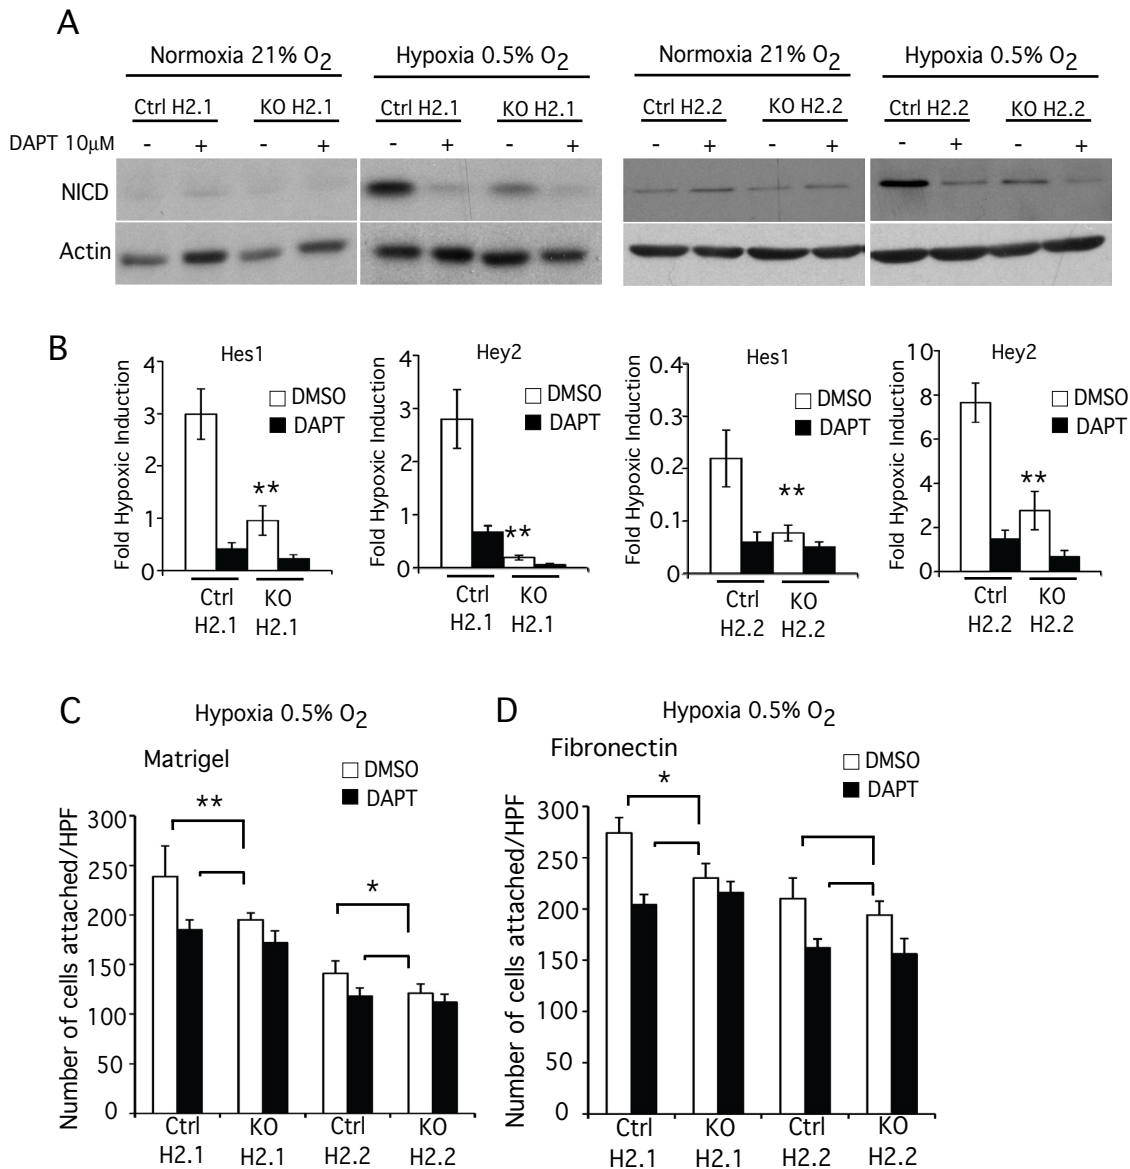 A
Normoxia 21% O2 Hypoxia 0.5% O2 Normoxia 21% O2 Hypoxia 0.5% O2
Ctrl H2.1 KO H2.1 Ctrl H2.1 KO H2.1 Ctrl H2.2 KO H2.2 Ctrl H2.2 KO H2.2
DAPT 10µM - + - + - + - + - + - + - + - +
NICD
Actin
B
Hes1
Fold Hypoxic Induction
4
3
2
1
0
DMSO
DAPT
**
Ctrl KO
H2.1 H2.1
Hey2
Fold Hypoxic Induction
4
3
2
1
0
DMSO
DAPT
**
Ctrl KO
H2.1 H2.1
Hes1
Fold Hypoxic Induction
0.4
0.3
0.2
0.1
0
DMSO
DAPT
**
Ctrl KO
H2.2 H2.2
Hey2
Fold Hypoxic Induction
10
8
6
4
2
0
DMSO
DAPT
**
Ctrl KO
H2.2 H2.2
C
Hypoxia 0.5% O2
Matrigel
DMSO
DAPT
Number of cells attached/HPF
300
250
200
150
100
50
0
**
*
Ctrl KO Ctrl KO
H2.1 H2.1 H2.2 H2.2
D
Hypoxia 0.5% O2
Fibronectin
DMSO
DAPT
Number of cells attached/HPF
300
250
200
150
100
50
0
*
Ctrl KO Ctrl KO
H2.1 H2.1 H2.2 H2.2